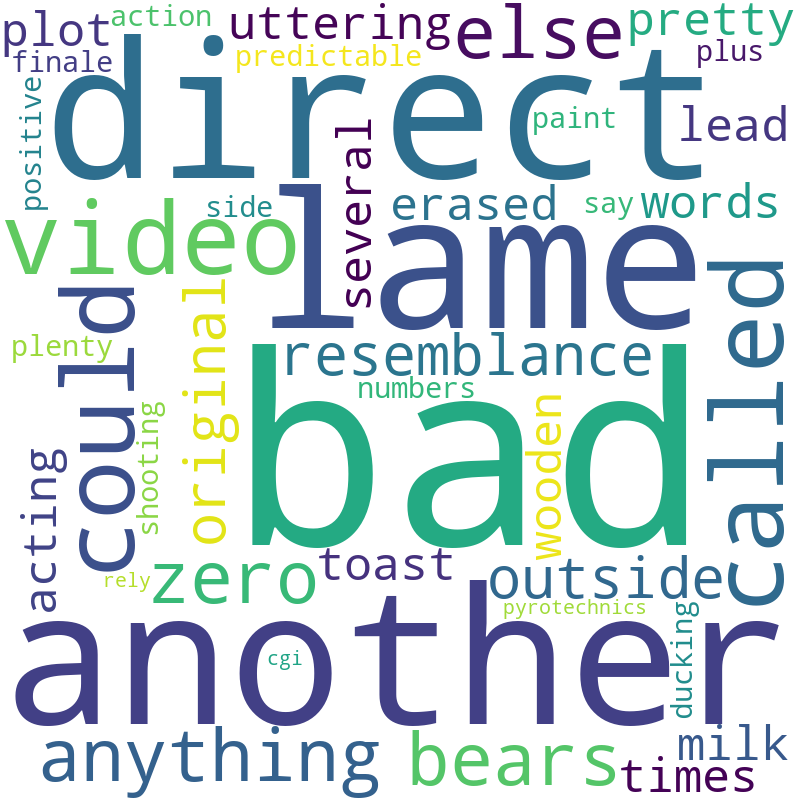 plot
action
uttering
else
pretty
finale
predictable
plus
direct
positive
paint
lead
several
side
erased
say
words
video
lame
could
original
called
plenty
resemblance
numbers
bad
wooden
shooting
acting
rely
zero
toast
outside
another
pyrotechnics
ducking
cgi
anything
bears
milk
times